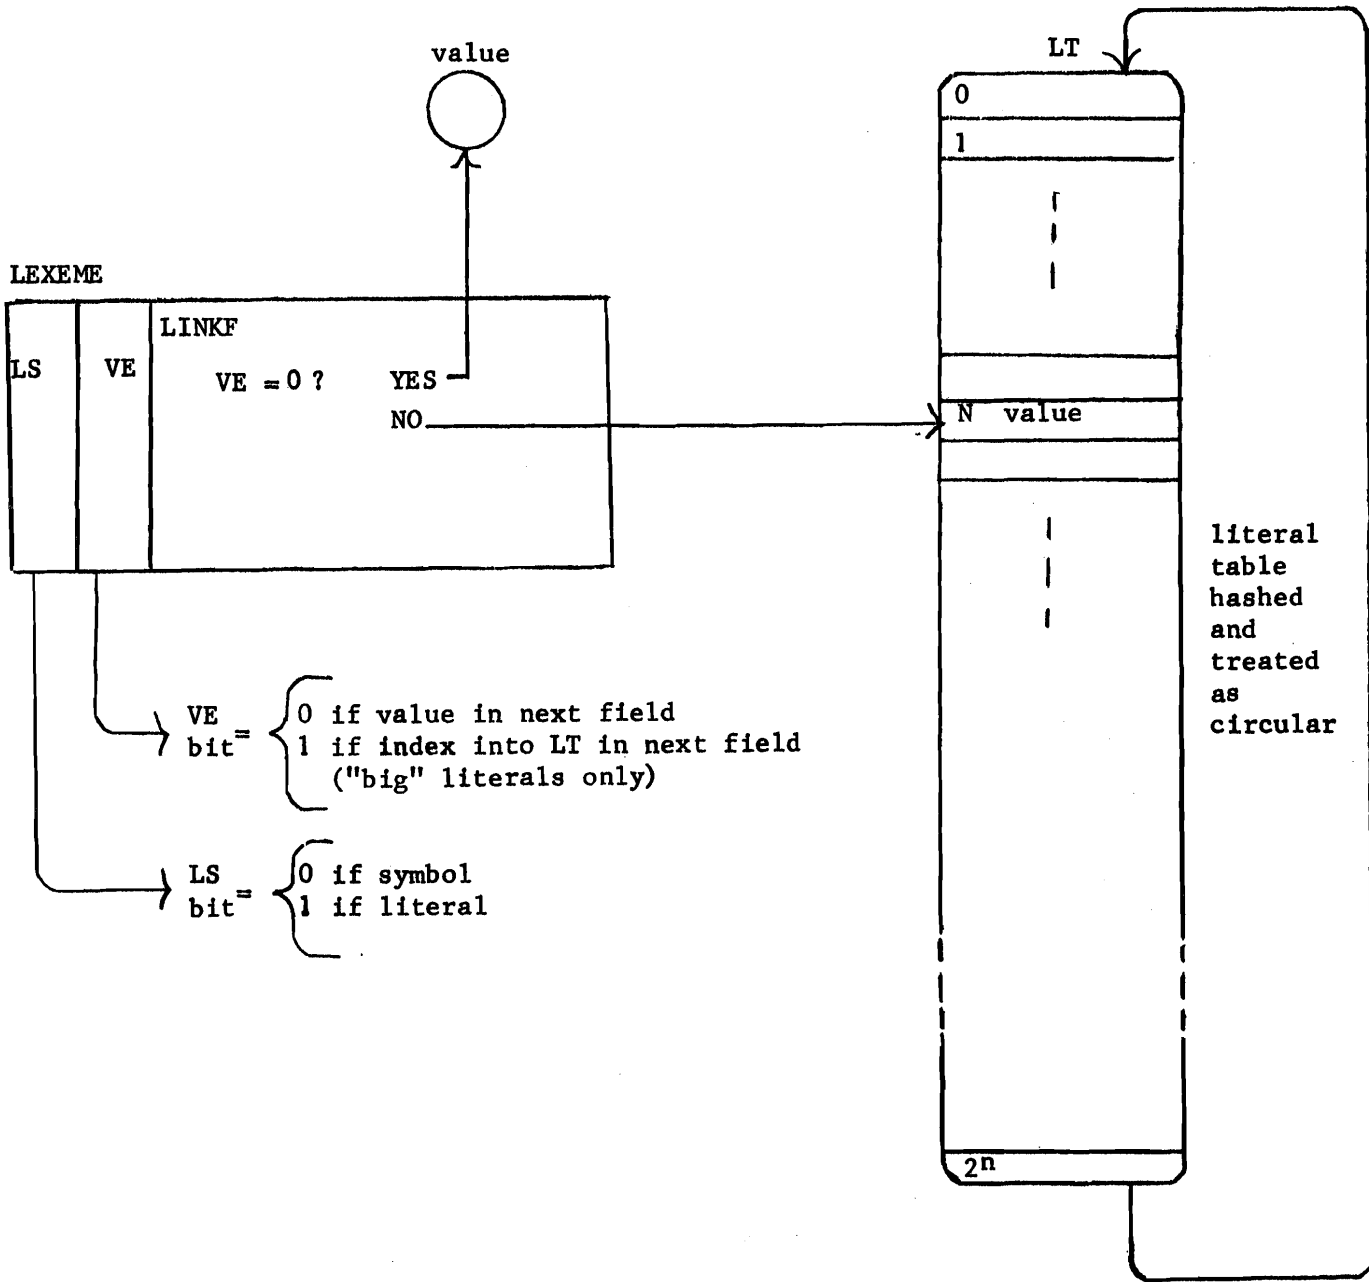 value
LT
0
1
LEXEME
LINKF
LS VE VE = 0 ? YES
NO
N value
literal
table
hashed
and
treated
as
circular
VE
bit =
0 if value in next field
1 if index into LT in next field
("big" literals only)
LS
bit =
0 if symbol
1 if literal
2n